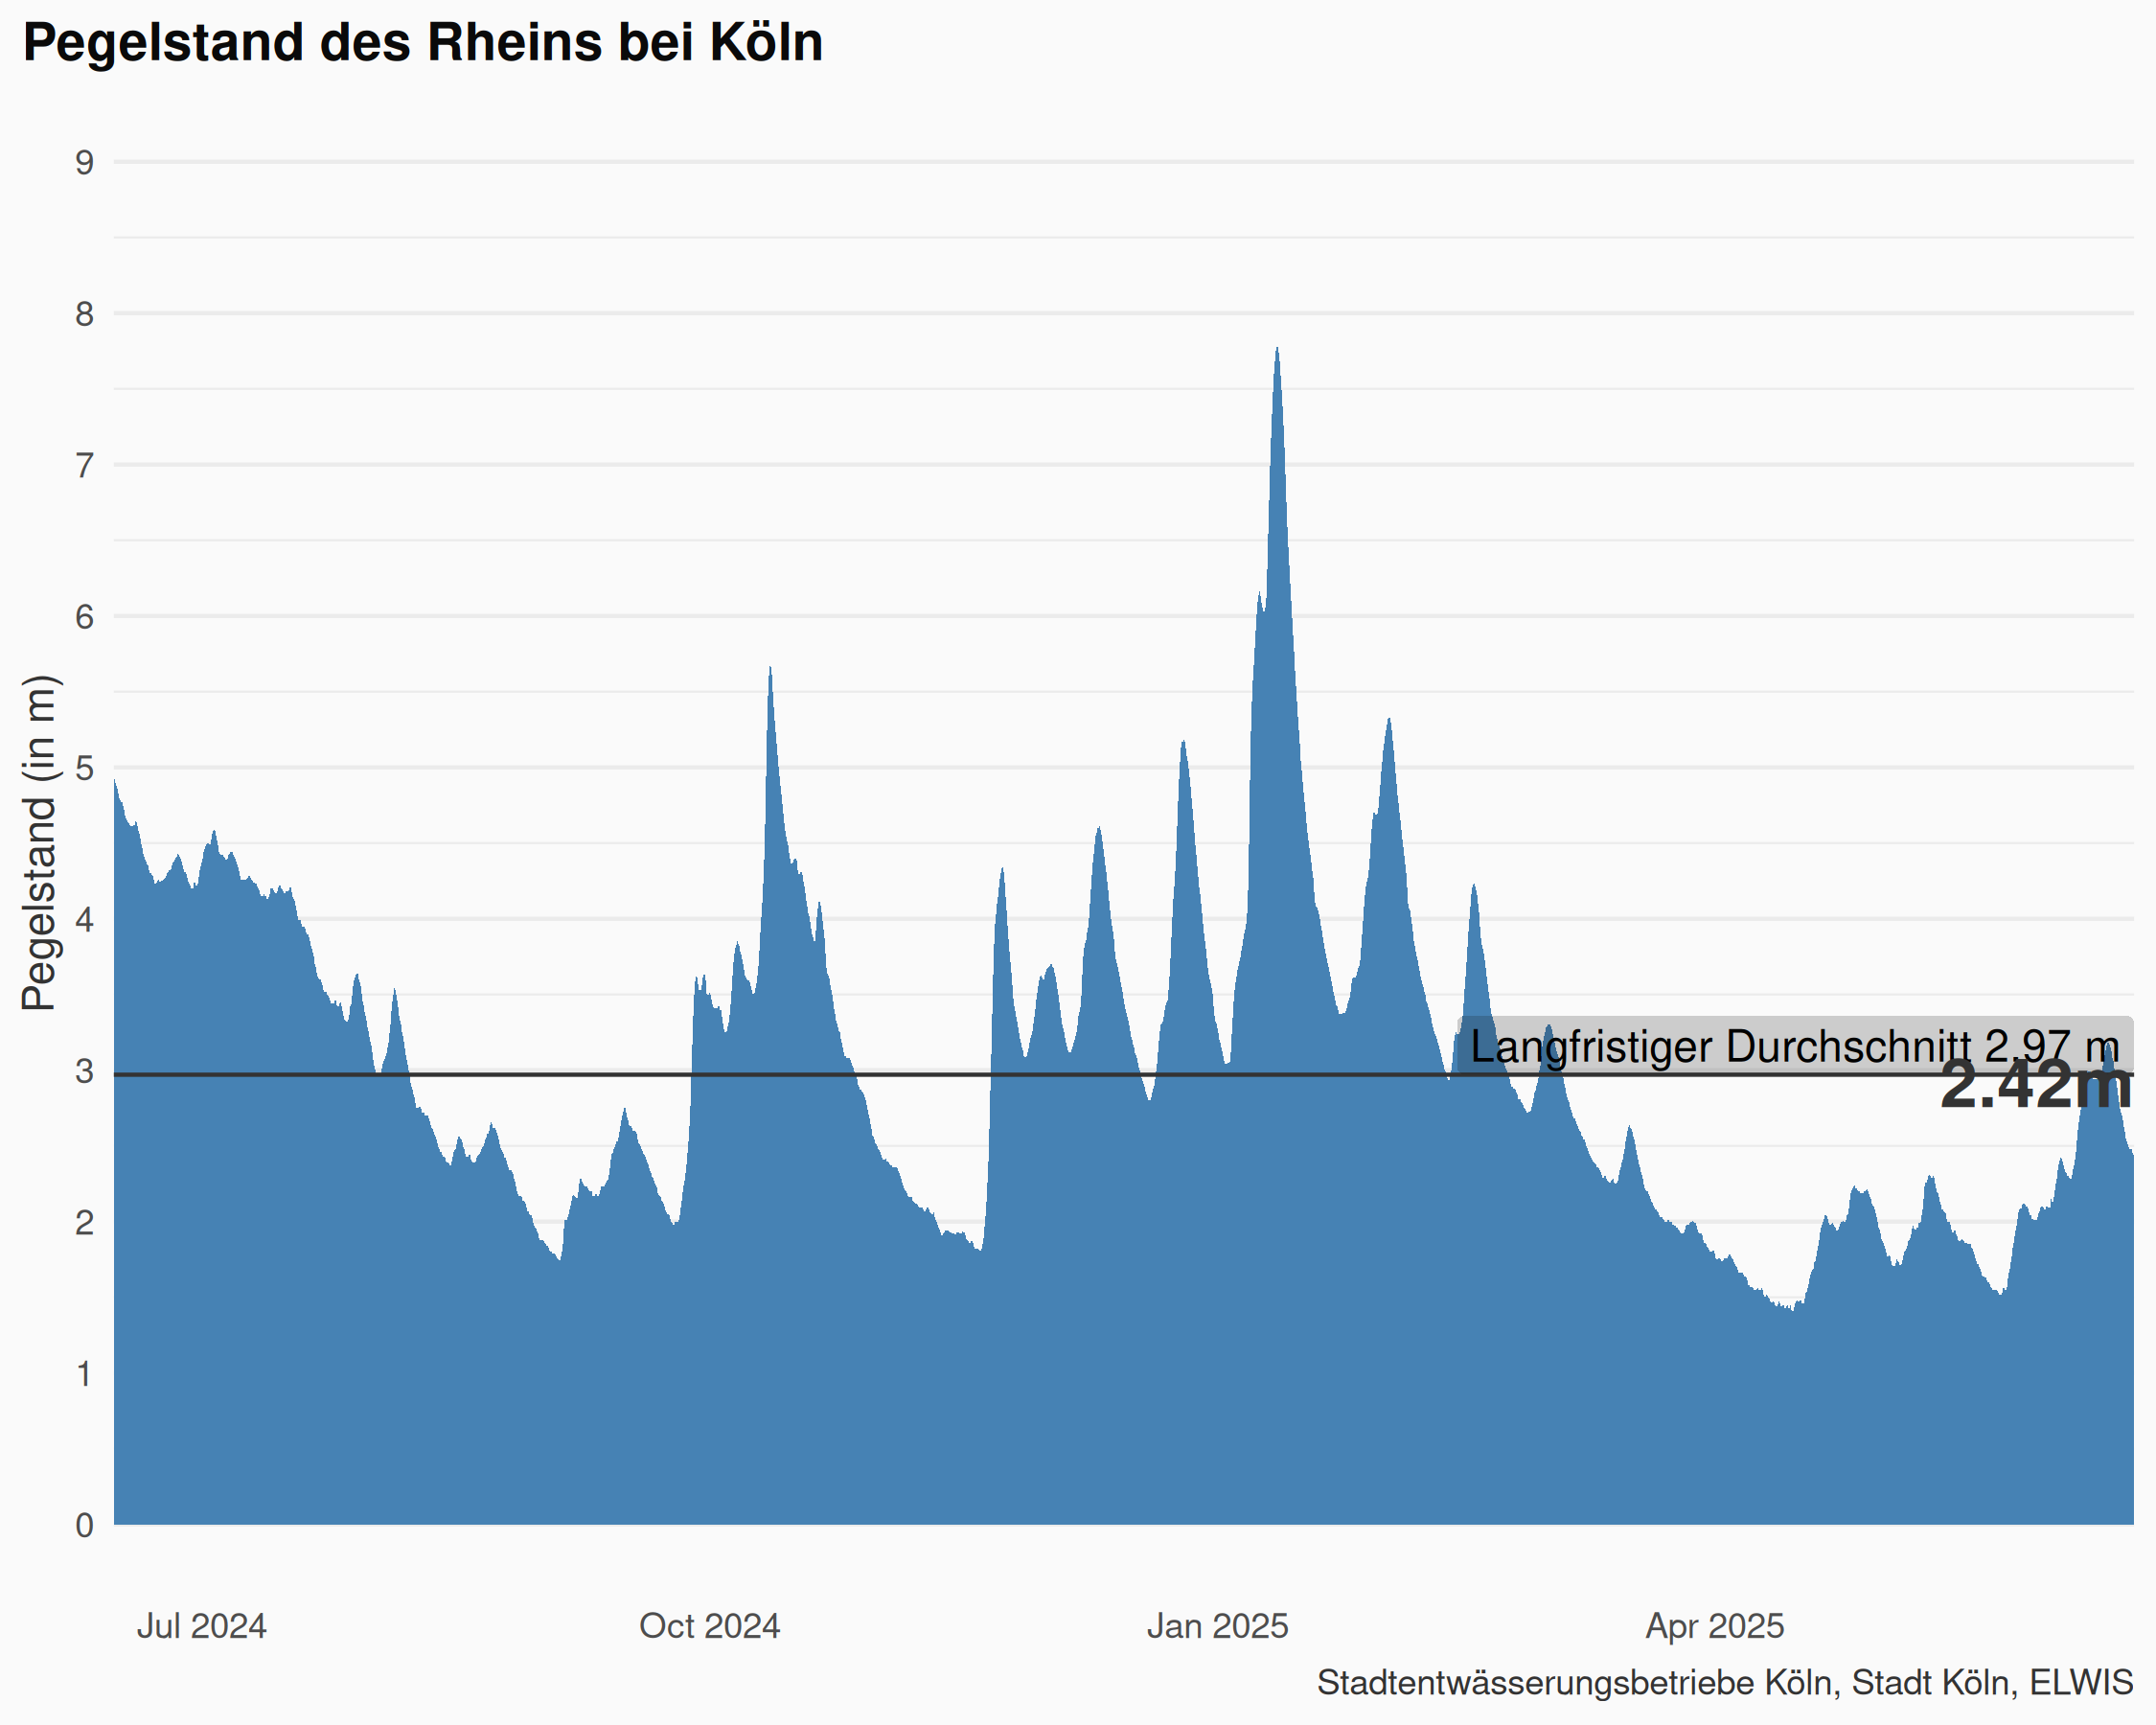 Pegelstand des Rheins bei Köln
9
8
7
6
5
4
3
2
1
0
Pegelstand (in m)
Langfristiger Durchschnitt 2,97 m
2.42m
Jul 2024
Oct 2024
Jan 2025
Apr 2025
Stadtentwässerungsbetriebe Köln, Stadt Köln, ELWIS